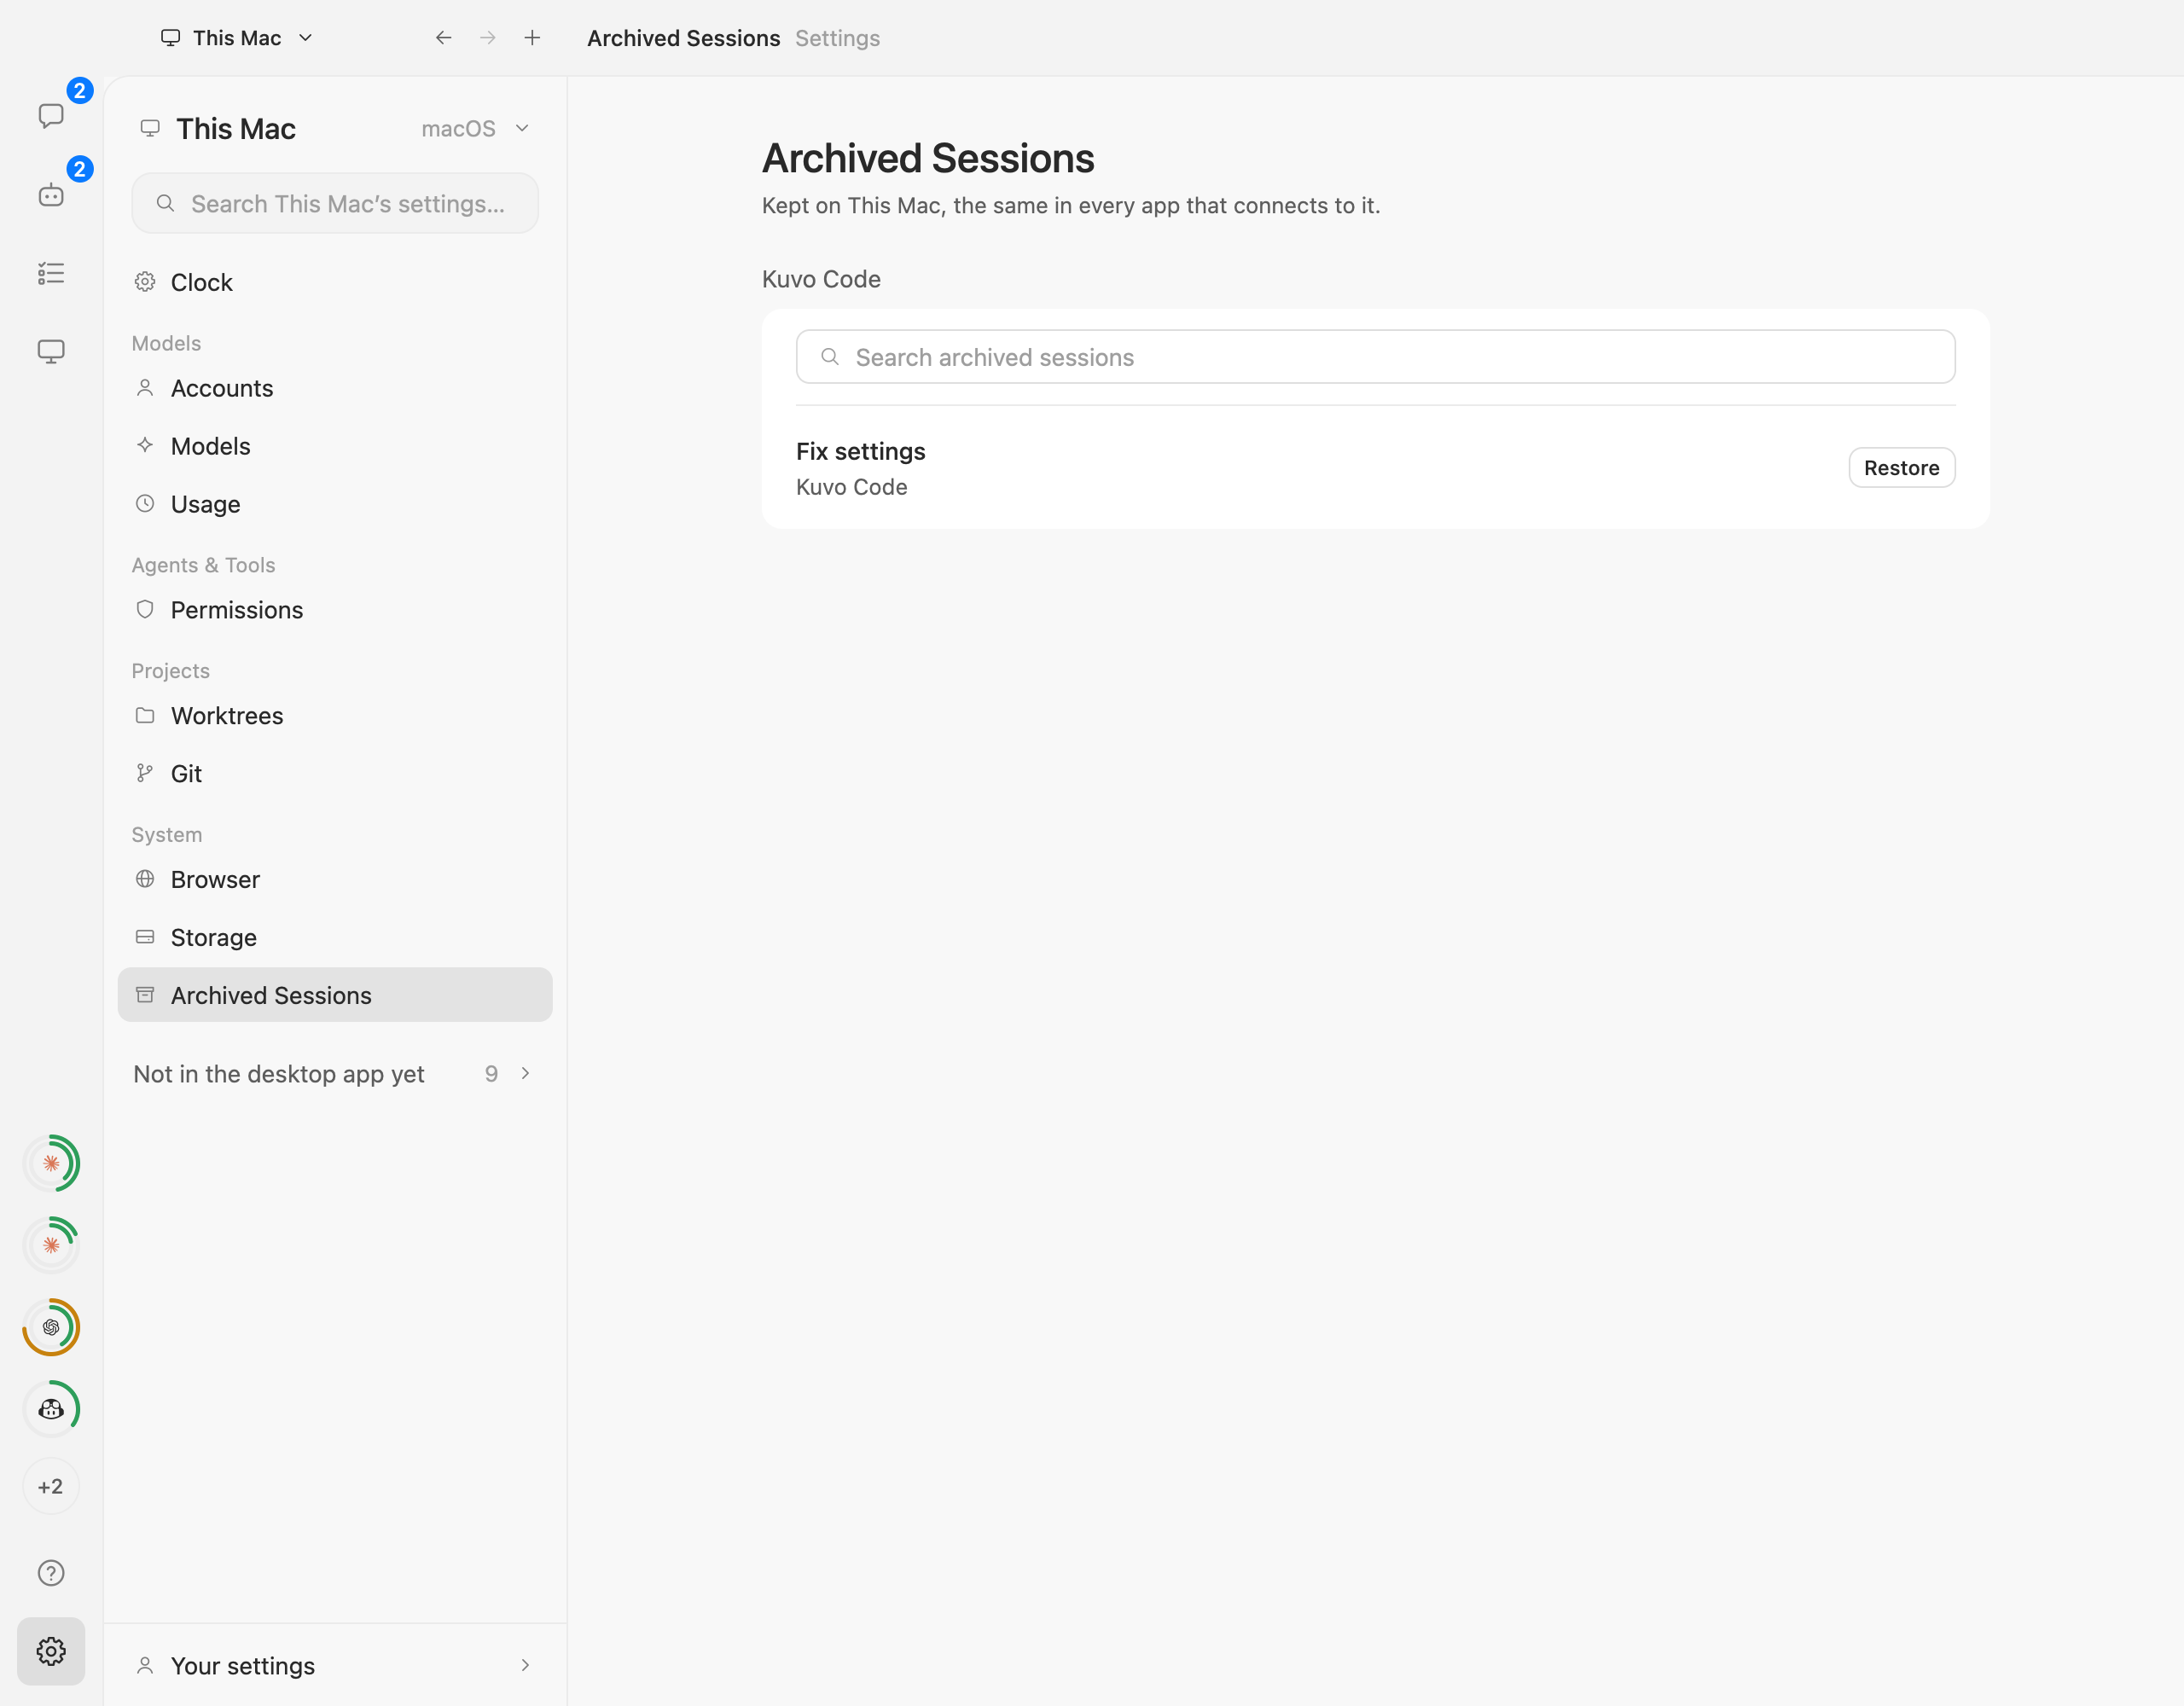 This Mac
Archived Sessions Settings
2
2
This Mac macOS
Search This Mac’s settings...
Clock
Models
Accounts
Models
Usage
Agents & Tools
Permissions
Projects
Worktrees
Git
System
Browser
Storage
Archived Sessions
Not in the desktop app yet 9
+2
Your settings
Archived Sessions
Kept on This Mac, the same in every app that connects to it.
Kuvo Code
Search archived sessions
Fix settings
Kuvo Code
Restore